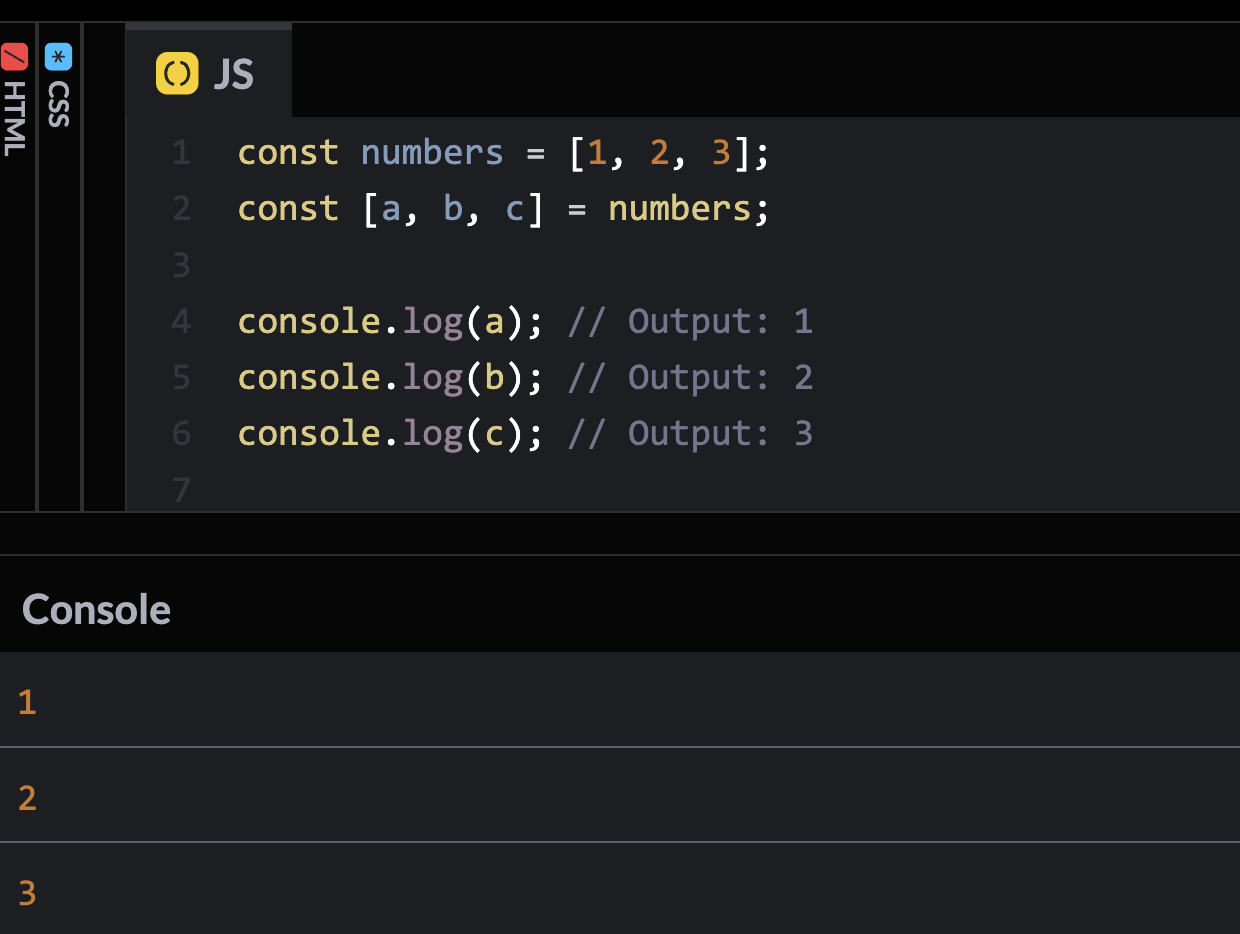 HTML
* CSS
() JS
1 const numbers = [1, 2, 3];
2 const [a, b, c] = numbers;
3
4 console.log(a); // Output: 1
5 console.log(b); // Output: 2
6 console.log(c); // Output: 3
7
Console
1
2
3